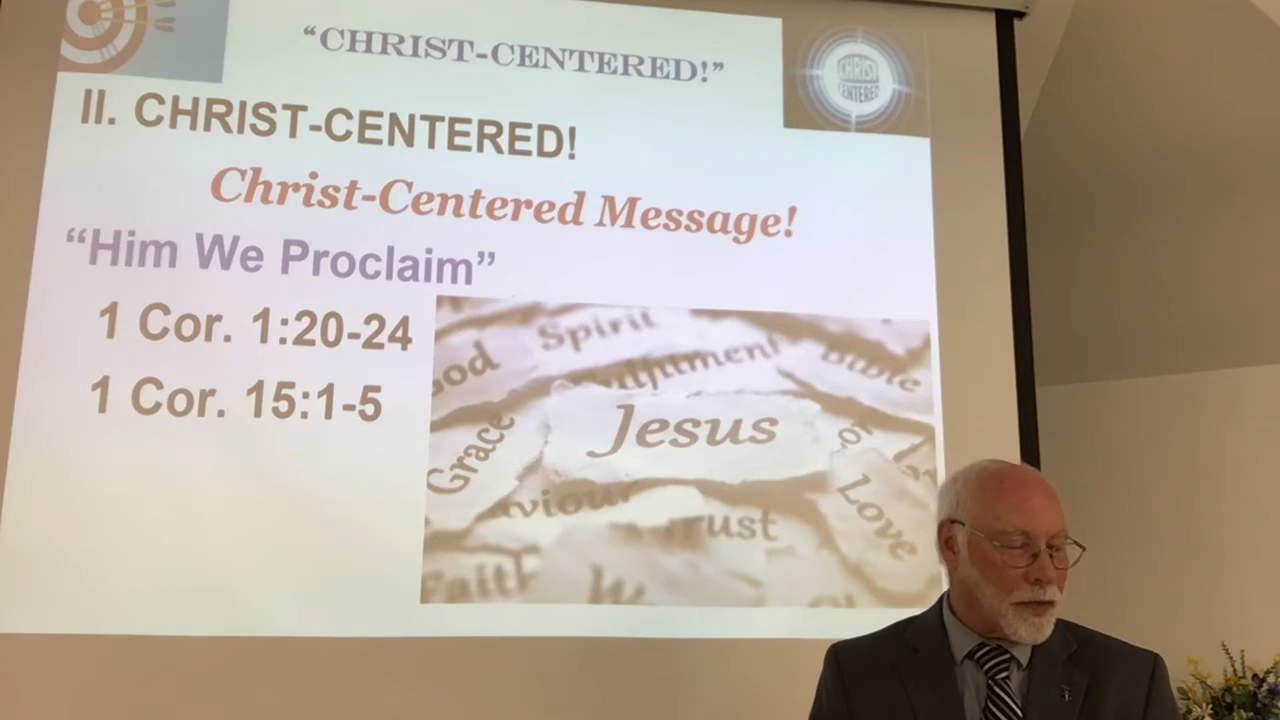 “CHRIST-CENTERED!”
CHRIST
CENTERED
II. CHRIST-CENTERED!
Christ-Centered Message!
“Him We Proclaim”
1 Cor. 1:20-24
1 Cor. 15:1-5
Spirit
Bible
Jesus
Grace
Love
Faith